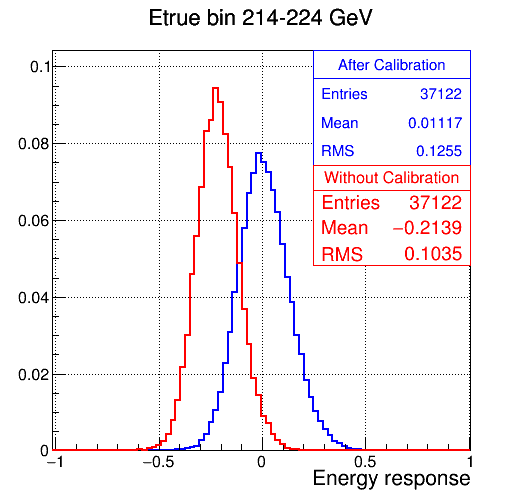 Etrue bin 214-224 GeV
After Calibration
Entries 37122
Mean 0.01117
RMS 0.1255
Without Calibration
Entries 37122
Mean −0.2139
RMS 0.1035
0.1
0.08
0.06
0.04
0.02
0
−1 −0.5 0 0.5 1
Energy response